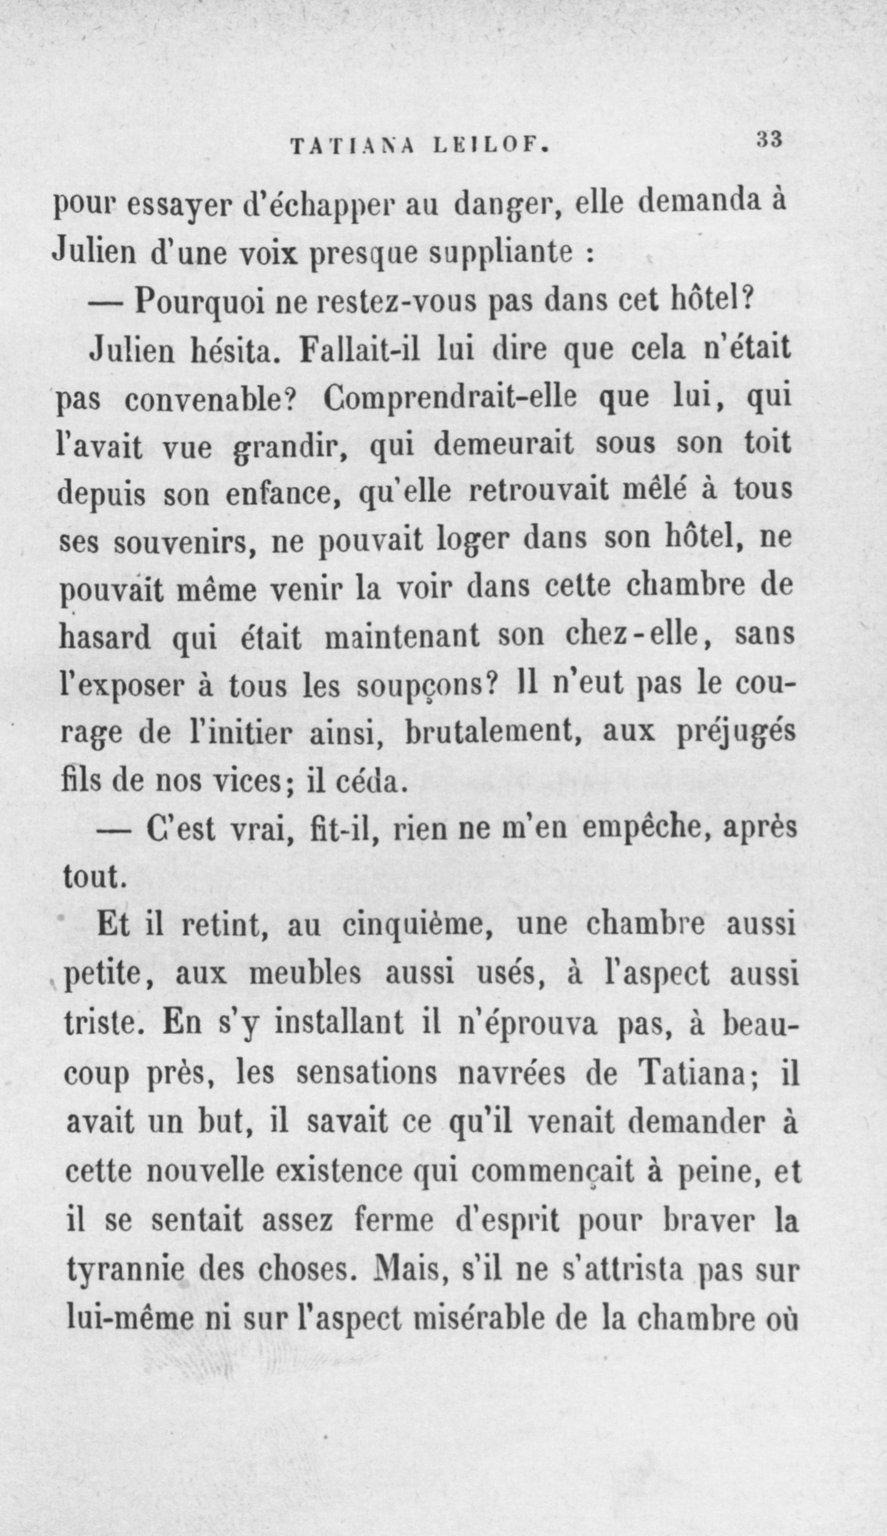 TATIANA LEILOF. 33
pour essayer d'échapper au danger, elle demanda à
Julien d'une voix presque suppliante :
— Pourquoi ne restez-vous pas dans cet hôtel?
Julien hésita. Fallait-il lui dire que cela n'était
pas convenable? Comprendrait-elle que lui, qui
l'avait vue grandir, qui demeurait sous son toit
depuis son enfance, qu'elle retrouvait mêlé à tous
ses souvenirs, ne pouvait loger dans son hôtel, ne
pouvait même venir la voir dans cette chambre de
hasard qui était maintenant son chez-elle, sans
l'exposer à tous les soupçons? Il n'eut pas le cou-
rage de l'initier ainsi, brutalement, aux préjugés
fils de nos vices; il céda.
— C'est vrai, fit-il, rien ne m'en empêche, après
tout.
Et il retint, au cinquième, une chambre aussi
petite, aux meubles aussi usés, à l'aspect aussi
triste. En s'y installant il n'éprouva pas, à beau-
coup près, les sensations navrées de Tatiana; il
avait un but, il savait ce qu'il venait demander à
cette nouvelle existence qui commençait à peine, et
il se sentait assez ferme d'esprit pour braver la
tyrannie des choses. Mais, s'il ne s'attrista pas sur
lui-même ni sur l'aspect misérable de la chambre où